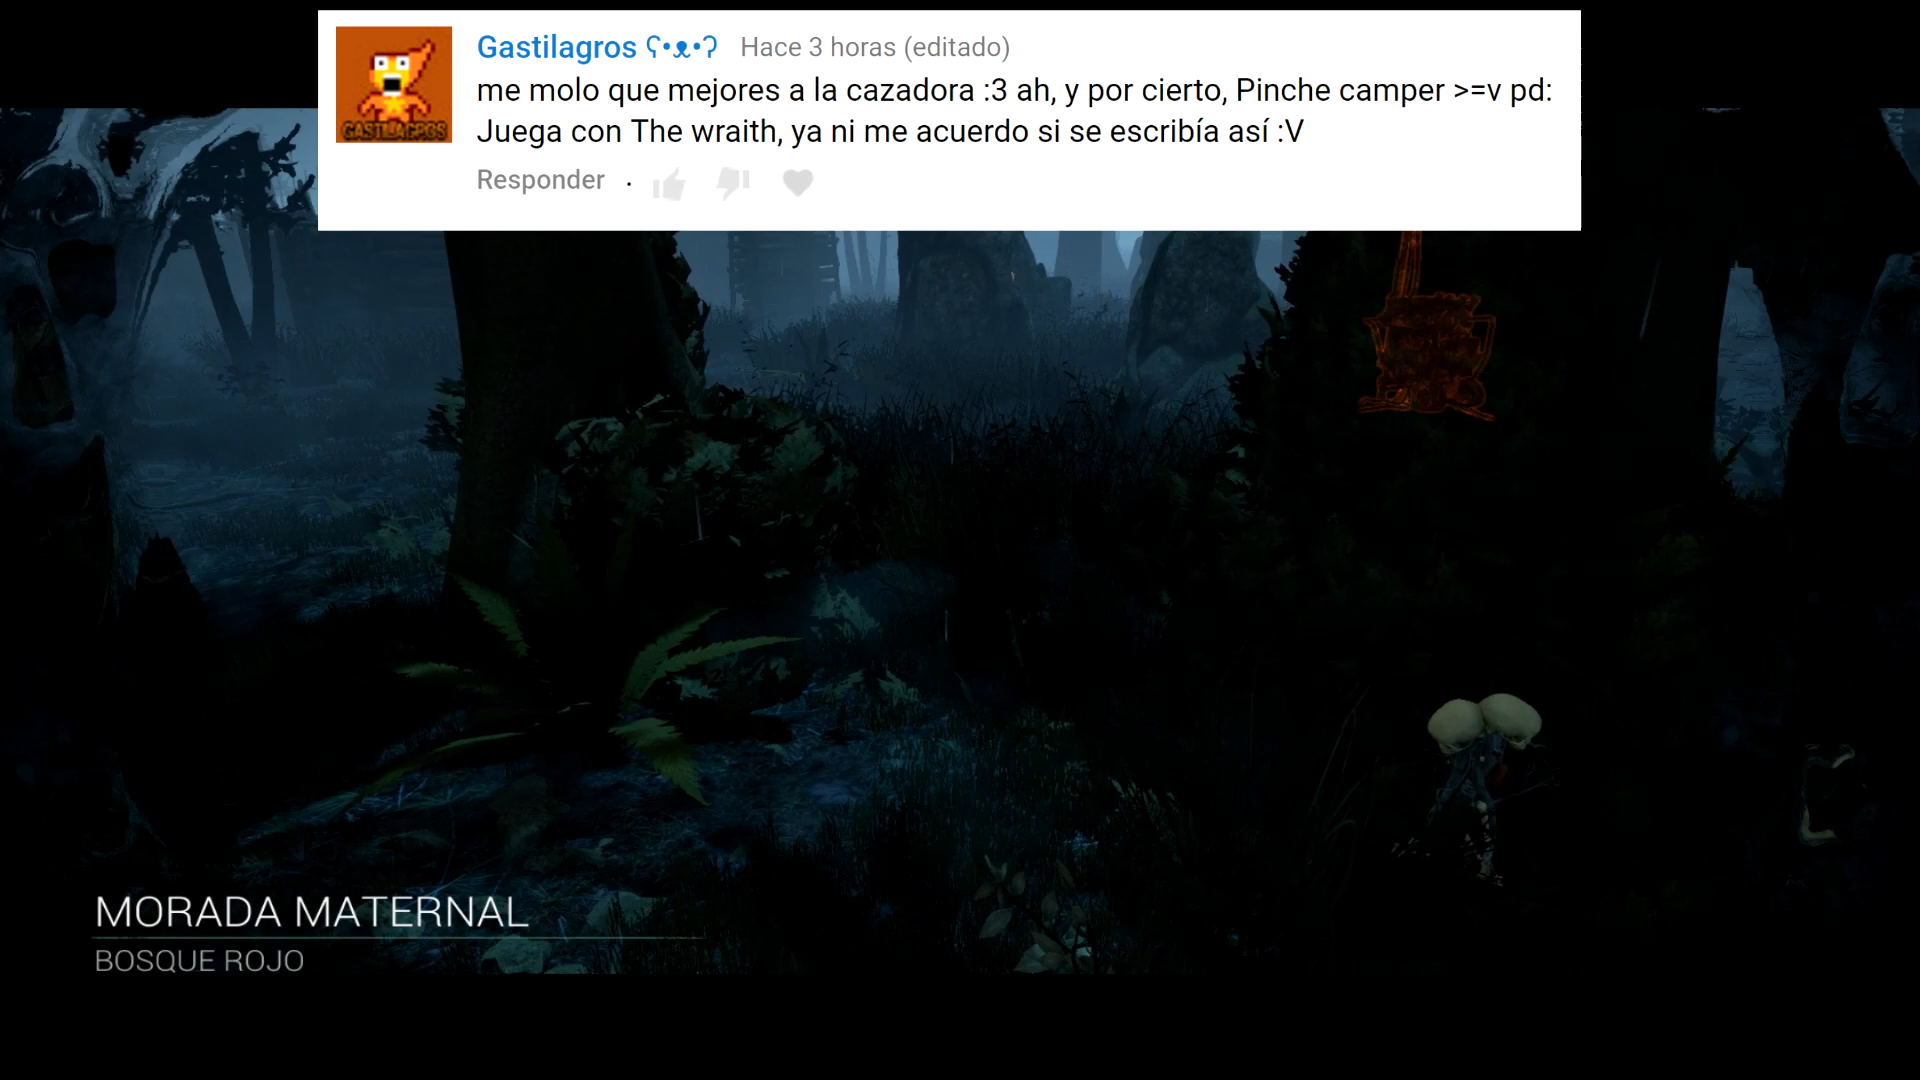 Gastilagros ʕ•ᴥ•ʔ Hace 3 horas (editado)
me molo que mejores a la cazadora :3 ah, y por cierto, Pinche camper >=v pd:
Juega con The wraith, ya ni me acuerdo si se escribía así :V
GASTILAGROS
Responder ·
MORADA MATERNAL
BOSQUE ROJO